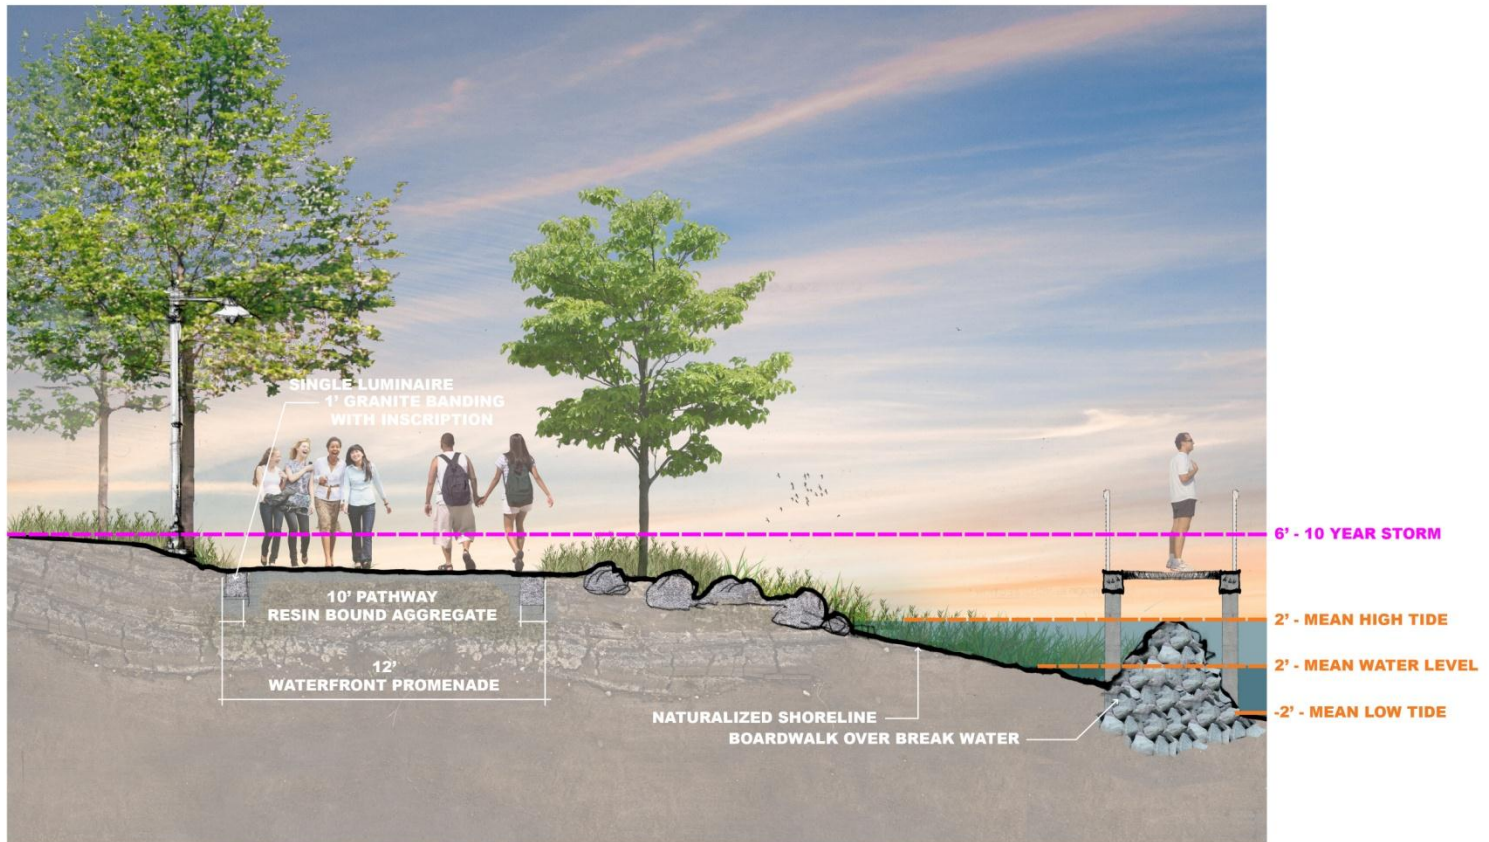 SINGLE LUMINAIRE
1' GRANITE BANDING
WITH INSCRIPTION
10' PATHWAY
RESIN BOUND AGGREGATE
12'
WATERFRONT PROMENADE
NATURALIZED SHORELINE
BOARDWALK OVER BREAK WATER
6' - 10 YEAR STORM
2' - MEAN HIGH TIDE
2' - MEAN WATER LEVEL
-2' - MEAN LOW TIDE